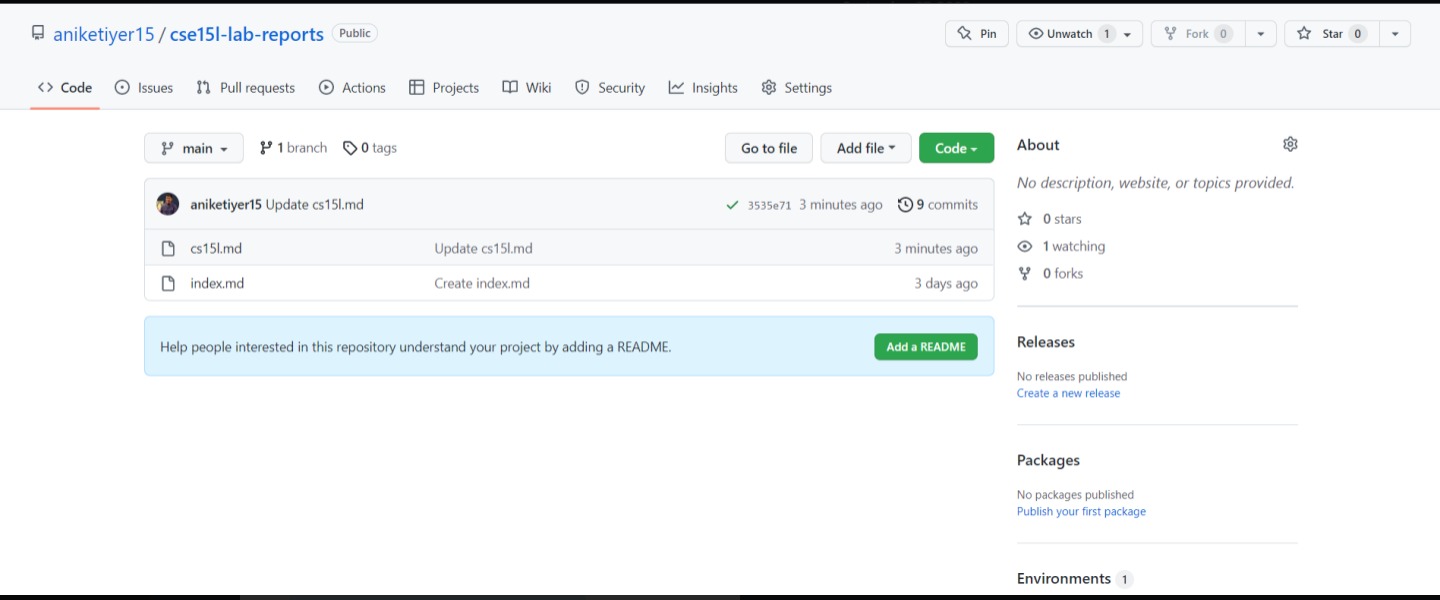 aniketiyer15 / cse15l-lab-reports Public
Pin
Unwatch 1
Fork 0
Star 0
Code
Issues
Pull requests
Actions
Projects
Wiki
Security
Insights
Settings
main
1 branch
0 tags
Go to file
Add file
Code
aniketiyer15 Update cs15l.md
3535e71 3 minutes ago
9 commits
cs15l.md Update cs15l.md 3 minutes ago
index.md Create index.md 3 days ago
Help people interested in this repository understand your project by adding a README.
Add a README
About
No description, website, or topics provided.
0 stars
1 watching
0 forks
Releases
No releases published
Create a new release
Packages
No packages published
Publish your first package
Environments 1